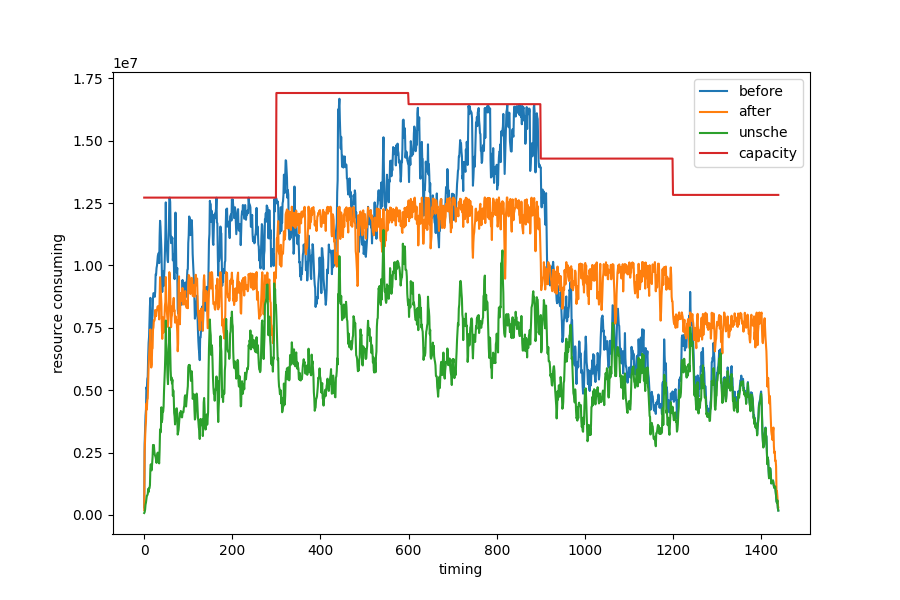 1e7
1.75
1.50
1.25
1.00
0.75
0.50
0.25
0.00
resource consuming
before
after
unsche
capacity
0 200 400 600 800 1000 1200 1400
timing